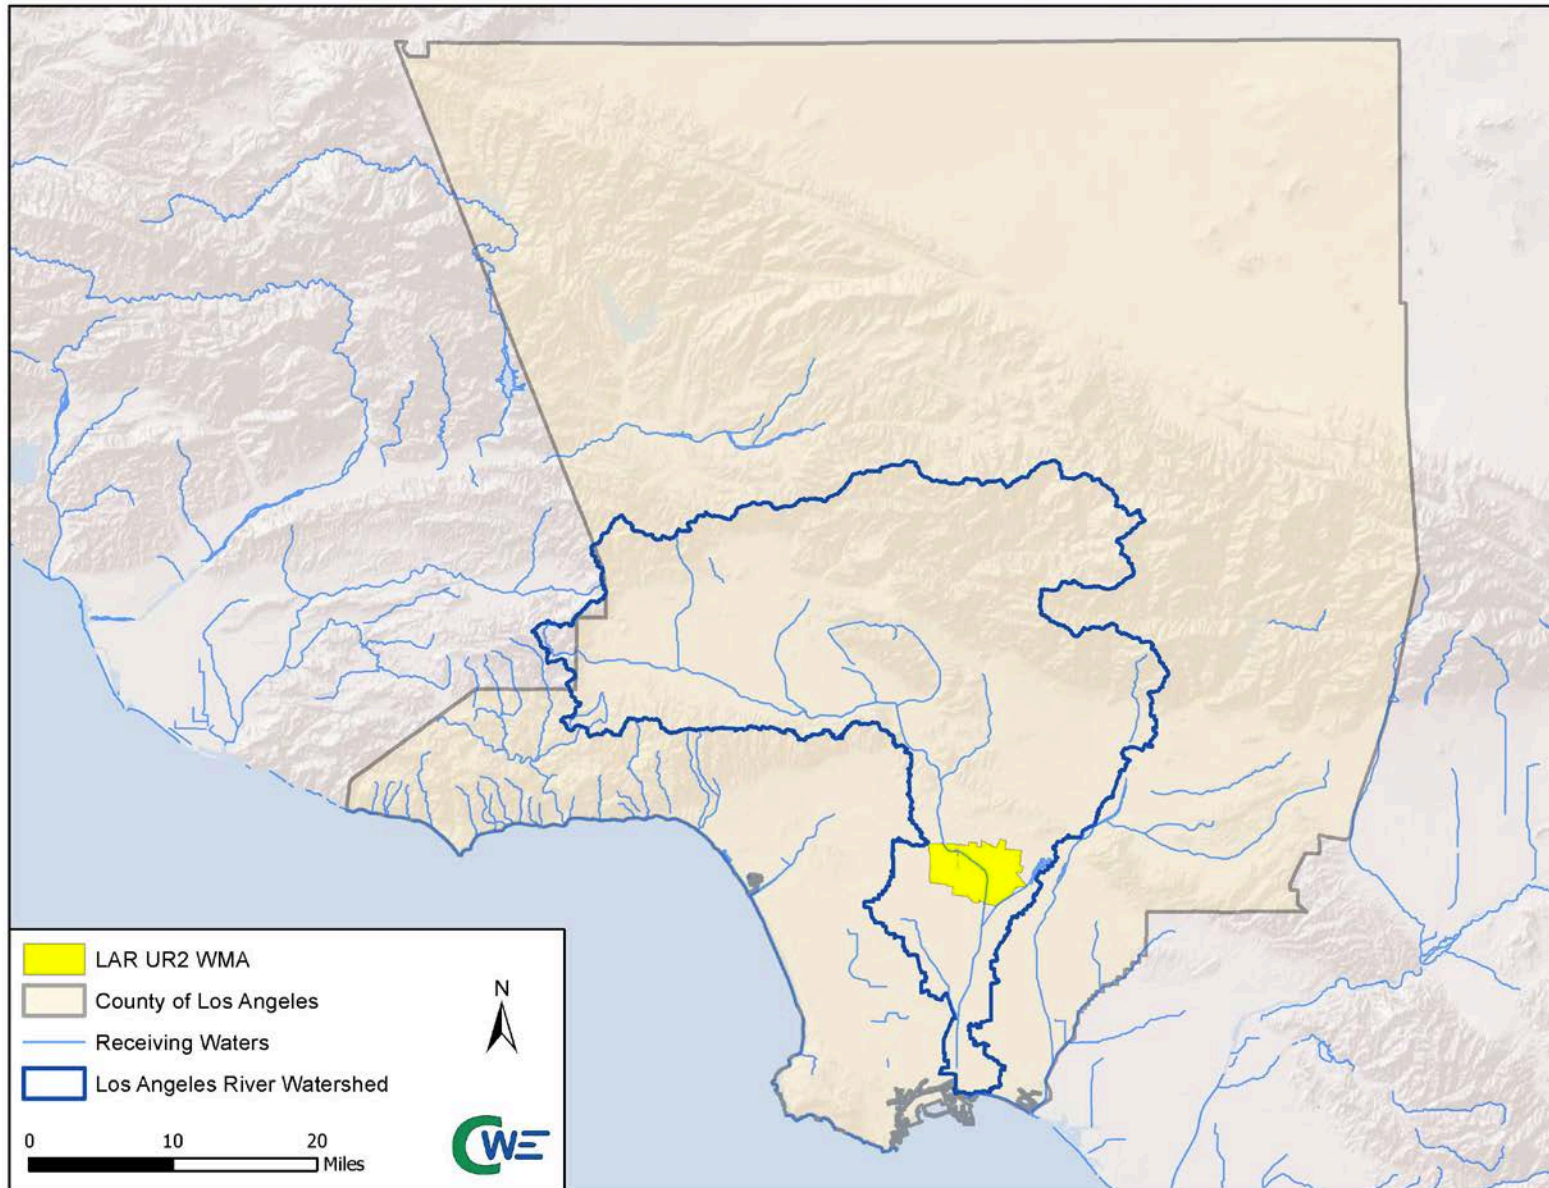 LAR UR2 WMA
County of Los Angeles
Receiving Waters
Los Angeles River Watershed
N
0 10 20
Miles
CWE